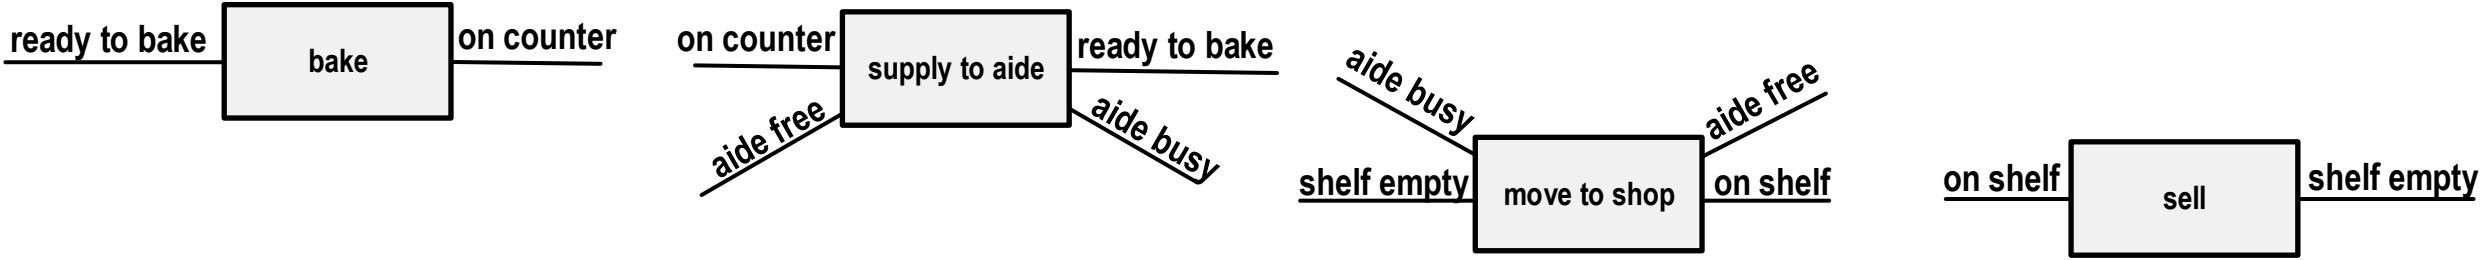 ready to bake
bake
on counter
on counter
aide free
supply to aide
ready to bake
aide busy
aide busy
shelf empty
move to shop
aide free
on shelf
on shelf
sell
shelf empty